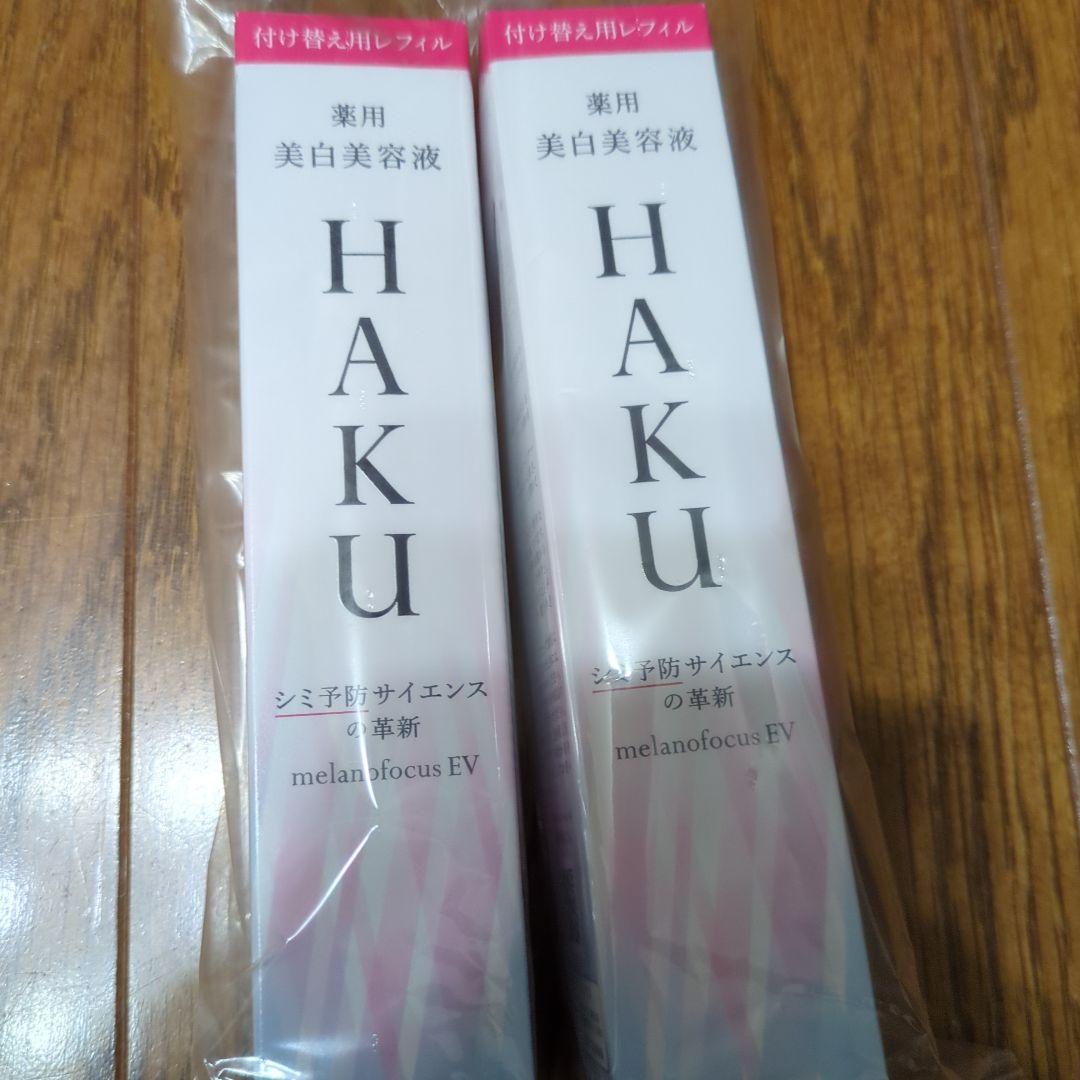 付け替え用レフィル
薬用
美白美容液
HAKU
シミ予防サイエンス
の革新
melanofocus EV
付け替え用レフィル
薬用
美白美容液
HAKU
シミ予防サイエンス
の革新
melanofocus EV